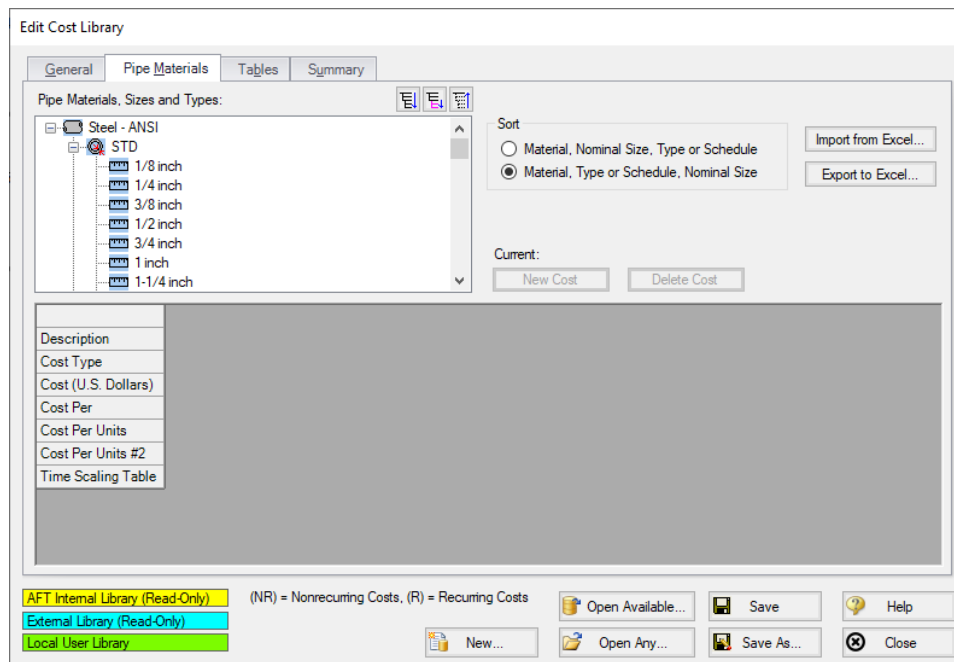 Edit Cost Library
General Pipe Materials Tables Summary
Pipe Materials, Sizes and Types:
Steel - ANSI
STD
1/8 inch
1/4 inch
3/8 inch
1/2 inch
3/4 inch
1 inch
1-1/4 inch
Sort
Material, Nominal Size, Type or Schedule
Material, Type or Schedule, Nominal Size
Import from Excel...
Export to Excel...
Current:
New Cost Delete Cost
Description
Cost Type
Cost (U.S. Dollars)
Cost Per
Cost Per Units
Cost Per Units #2
Time Scaling Table
AFT Internal Library (Read-Only)
External Library (Read-Only)
Local User Library
(NR) = Nonrecurring Costs, (R) = Recurring Costs
Open Available... Save Help
New... Open Any... Save As... Close